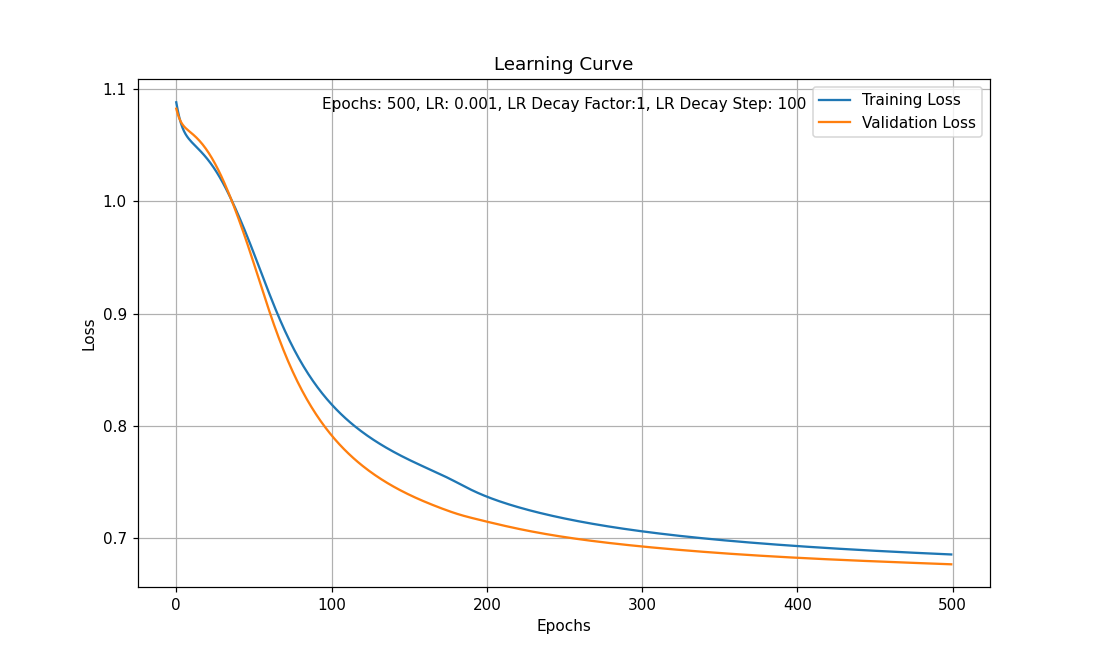 Learning Curve
Epochs: 500, LR: 0.001, LR Decay Factor:1, LR Decay Step: 100
Training Loss
Validation Loss
1.1
1.0
0.9
0.8
0.7
Loss
0 100 200 300 400 500
Epochs